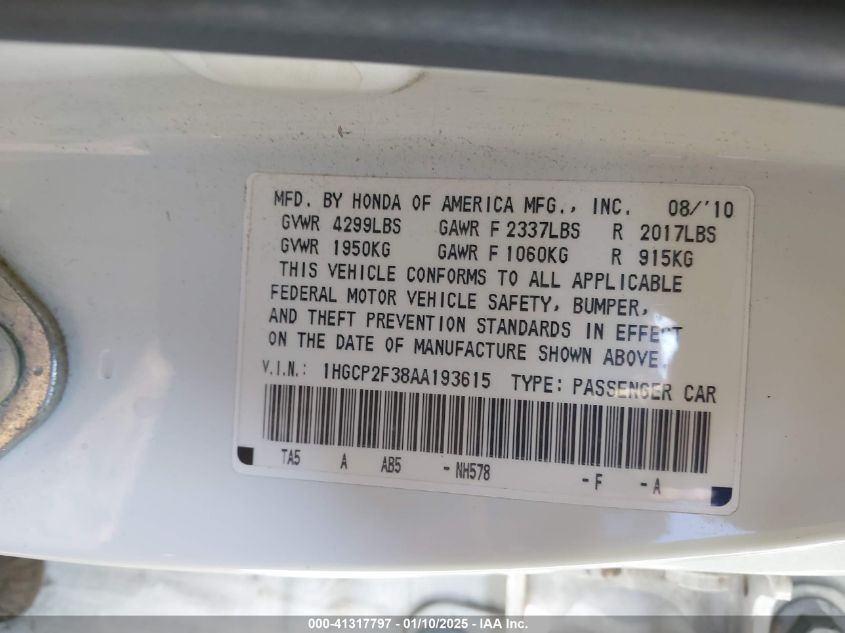 MFD. BY HONDA OF AMERICA MFG., INC. 08/'10
GVWR 4299LBS GAWR F 2337LBS R 2017LBS
GVWR 1950KG GAWR F 1060KG R 915KG
THIS VEHICLE CONFORMS TO ALL APPLICABLE
FEDERAL MOTOR VEHICLE SAFETY, BUMPER,
AND THEFT PREVENTION STANDARDS IN EFFECT
ON THE DATE OF MANUFACTURE SHOWN ABOVE.
V.I.N.: 1HGCP2F38AA193615 TYPE: PASSENGER CAR
TA5 A AB5 -NH578 -F -A
000-41317797 - 01/10/2025 - IAA Inc.